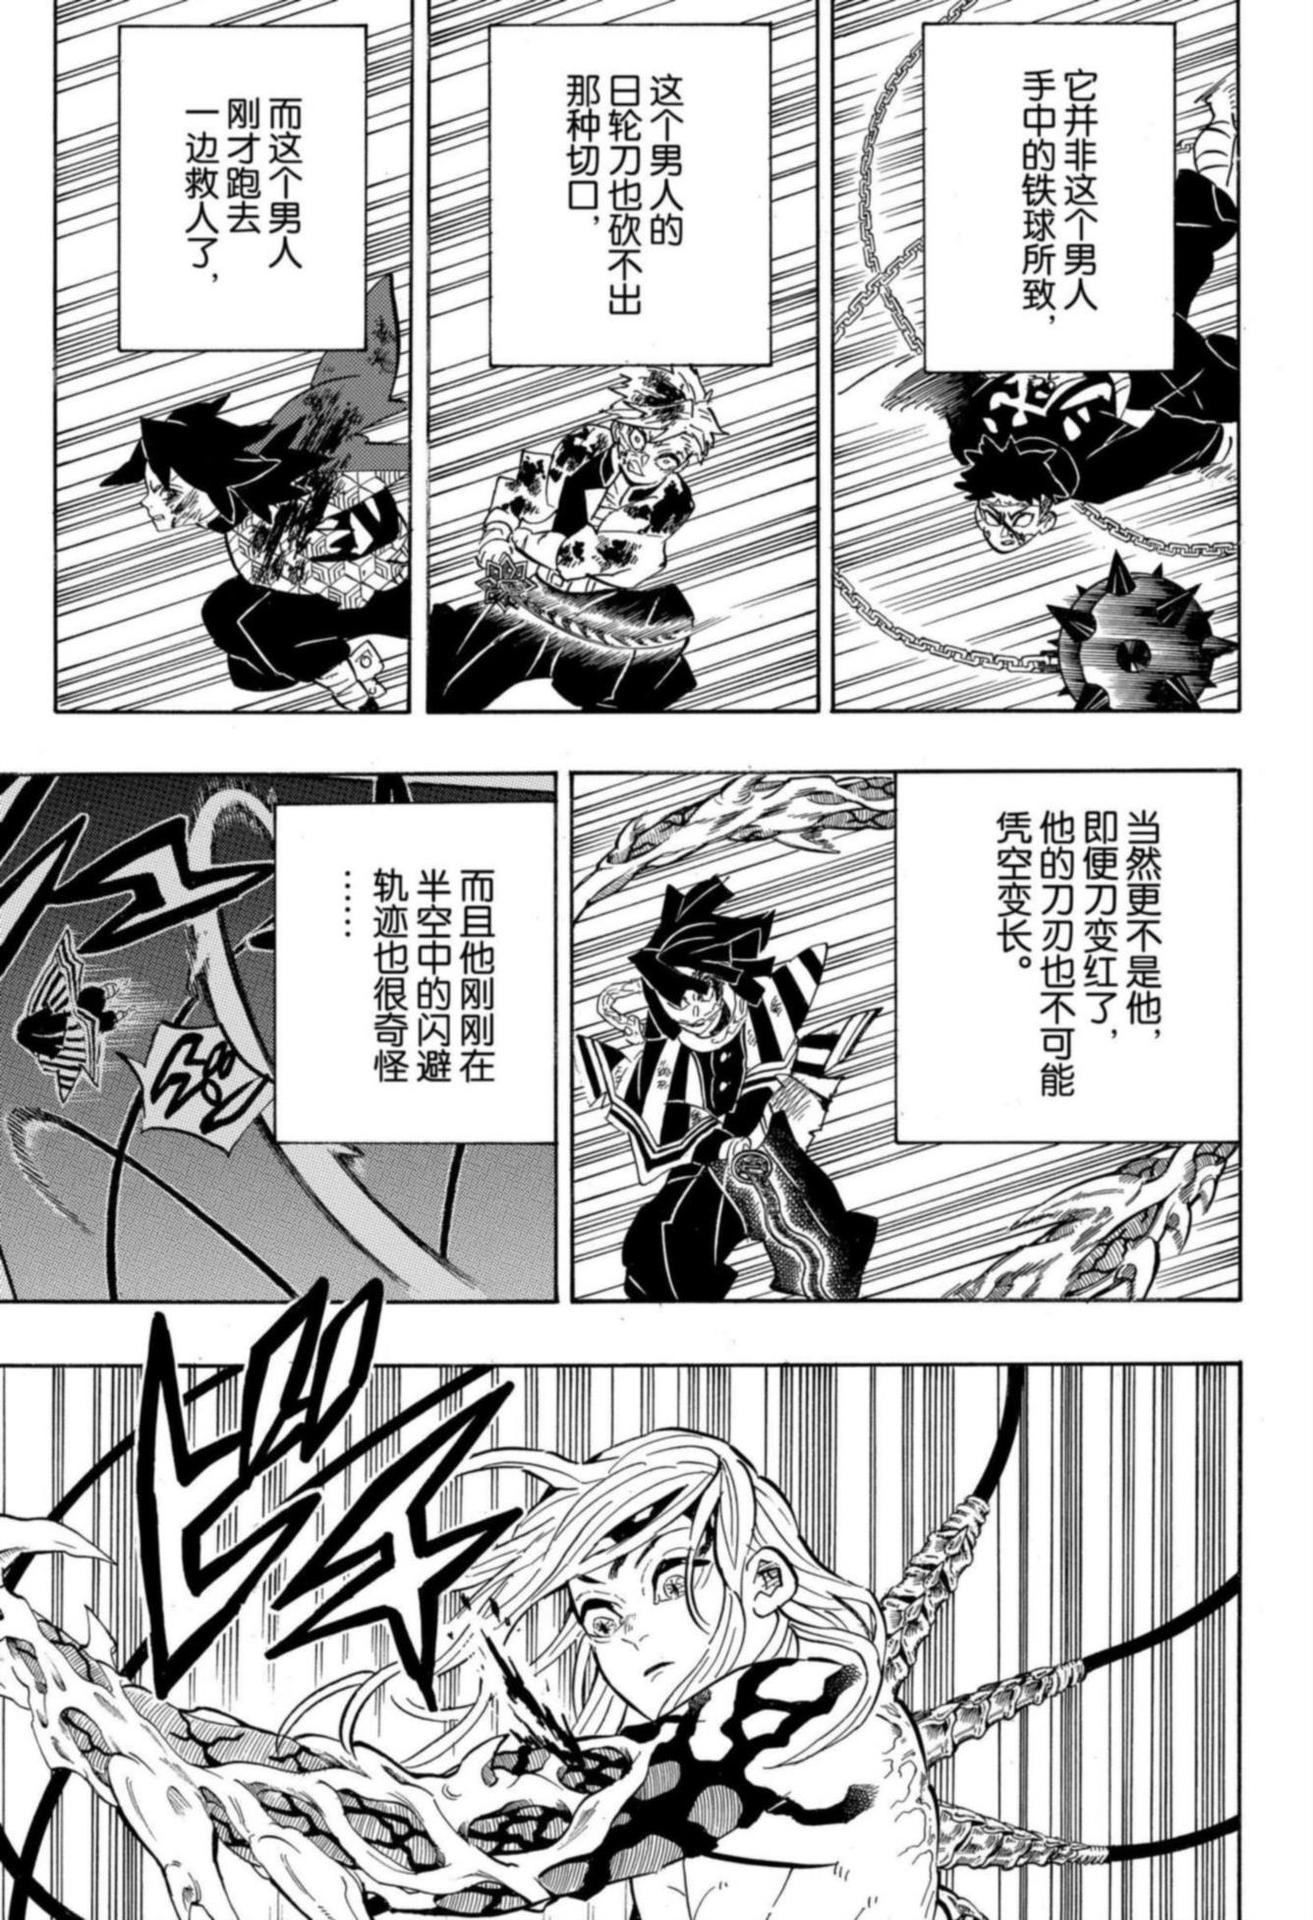 它并非这个男人
手中的铁球所致，
这个男人的
日轮刀也砍不出
那种切口，
而这个男人
刚才跑去
一边救人了，
当然更不是他，
即便刀变红了，
他的刀刃也不可能
凭空变长。
而且他刚刚在
半空中的闪避
轨迹也很奇怪
……